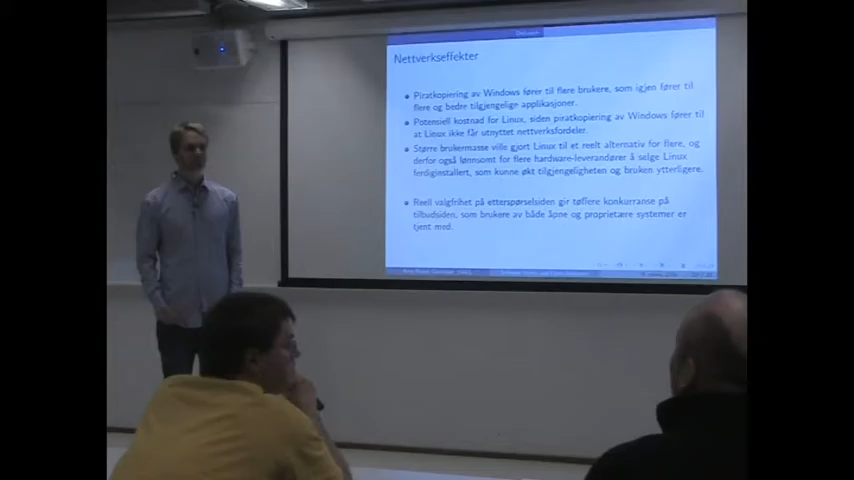 Nettverkseffekter
Piratkopiering av Windows fører til flere brukere, som igjen fører til
flere og bedre tilgjengelige applikasjoner.
Potensiell kostnad for Linux, siden piratkopiering av Windows fører til
at Linux ikke får utnyttet nettverksfordeler.
Større brukermasse ville gjort Linux til et reelt alternativ for flere, og
derfor også lønnsomt for flere hardware-leverandører å selge Linux
ferdiginstallert, som kunne økt tilgjengeligheten og bruken ytterligere.
Reell valgfrihet på etterspørselsiden gir tøffere konkurranse på
tilbudsiden, som brukere av både åpne og proprietære systemer er
tjent med.